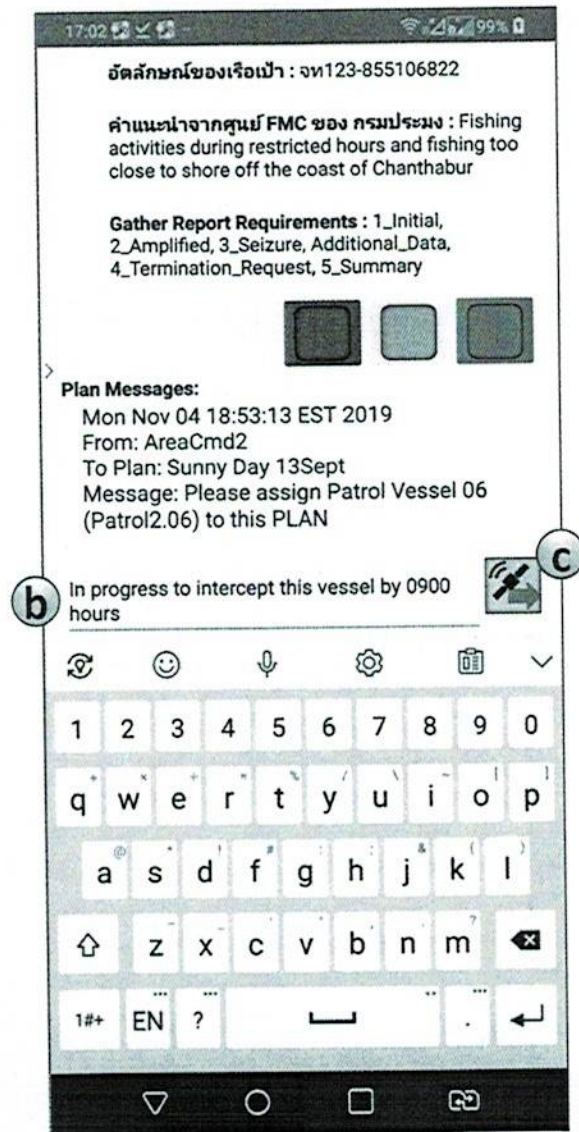 17:02 99%
อัตลักษณ์ของเรือเป้า : จท123-855106822
คำแนะนำจากศูนย์ FMC ของ กรมประมง : Fishing
activities during restricted hours and fishing too
close to shore off the coast of Chanthabur
Gather Report Requirements : 1_Initial,
2_Amplified, 3_Seizure, Additional_Data,
4_Termination_Request, 5_Summary
Plan Messages:
Mon Nov 04 18:53:13 EST 2019
From: AreaCmd2
To Plan: Sunny Day 13Sept
Message: Please assign Patrol Vessel 06
(Patrol2.06) to this PLAN
c
b In progress to intercept this vessel by 0900
hours
1 2 3 4 5 6 7 8 9 0
q w e r t y u i o p
a s d f g h j k l
z x c v b n m
1#+ EN ? .